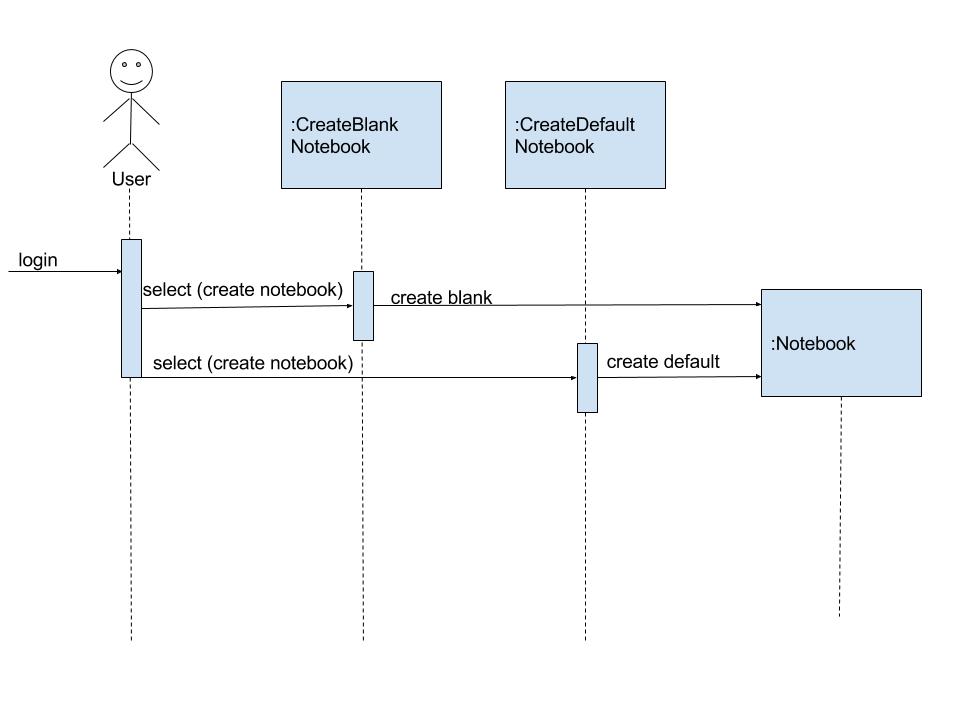 :CreateBlank
Notebook
:CreateDefault
Notebook
User
login
select (create notebook)
create blank
:Notebook
select (create notebook)
create default